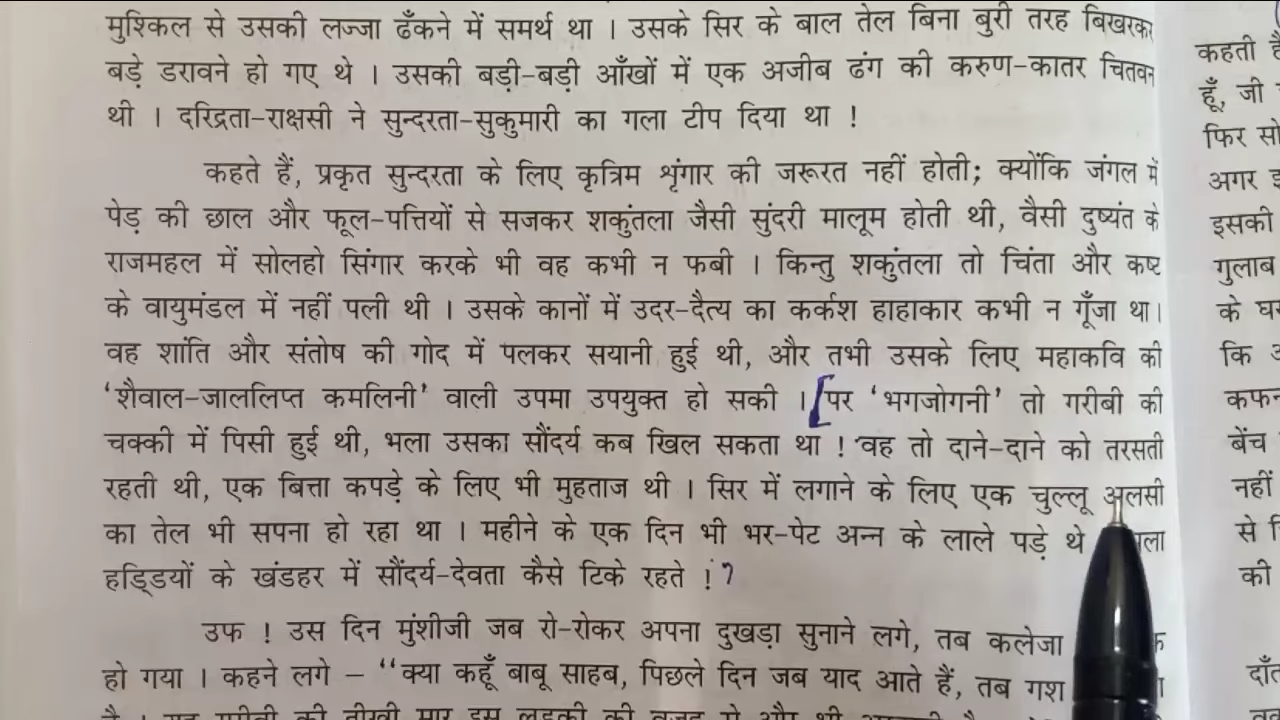 मुश्किल से उसकी लज्जा ढँकने में समर्थ था । उसके सिर के बाल तेल बिना बुरी तरह बिखरकर
बड़े डरावने हो गए थे । उसकी बड़ी-बड़ी आँखों में एक अजीब ढंग की करुण-कातर चितवन
थी । दरिद्रता-राक्षसी ने सुन्दरता-सुकुमारी का गला टीप दिया था !
कहते हैं, प्रकृत सुन्दरता के लिए कृत्रिम शृंगार की जरूरत नहीं होती; क्योंकि जंगल में
पेड़ की छाल और फूल-पत्तियों से सजकर शकुंतला जैसी सुंदरी मालूम होती थी, वैसी दुष्यंत के
राजमहल में सोलहो सिंगार करके भी वह कभी न फबी । किन्तु शकुंतला तो चिंता और कष्ट
के वायुमंडल में नहीं पली थी । उसके कानों में उदर-दैत्य का कर्कश हाहाकार कभी न गूँजा था।
वह शांति और संतोष की गोद में पलकर सयानी हुई थी, और तभी उसके लिए महाकवि की
‘शैवाल-जाललिप्त कमलिनी’ वाली उपमा उपयुक्त हो सकी । [पर ‘भगजोगनी’ तो गरीबी की
चक्की में पिसी हुई थी, भला उसका सौंदर्य कब खिल सकता था ! वह तो दाने-दाने को तरसती
रहती थी, एक बित्ता कपड़े के लिए भी मुहताज थी । सिर में लगाने के लिए एक चुल्लू अलसी
का तेल भी सपना हो रहा था । महीने के एक दिन भी भर-पेट अन्न के लाले पड़े थे
हड्डियों के खंडहर में सौंदर्य-देवता कैसे टिके रहते ! ?
उफ ! उस दिन मुंशीजी जब रो-रोकर अपना दुखड़ा सुनाने लगे, तब कलेजा
हो गया । कहने लगे – “क्या कहूँ बाबू साहब, पिछले दिन जब याद आते हैं, तब गश
कहती
हूँ, जी
फिर
अगर
इसकी
गुलाब
के
कि
कफन
बेंच
नहीं
से
की